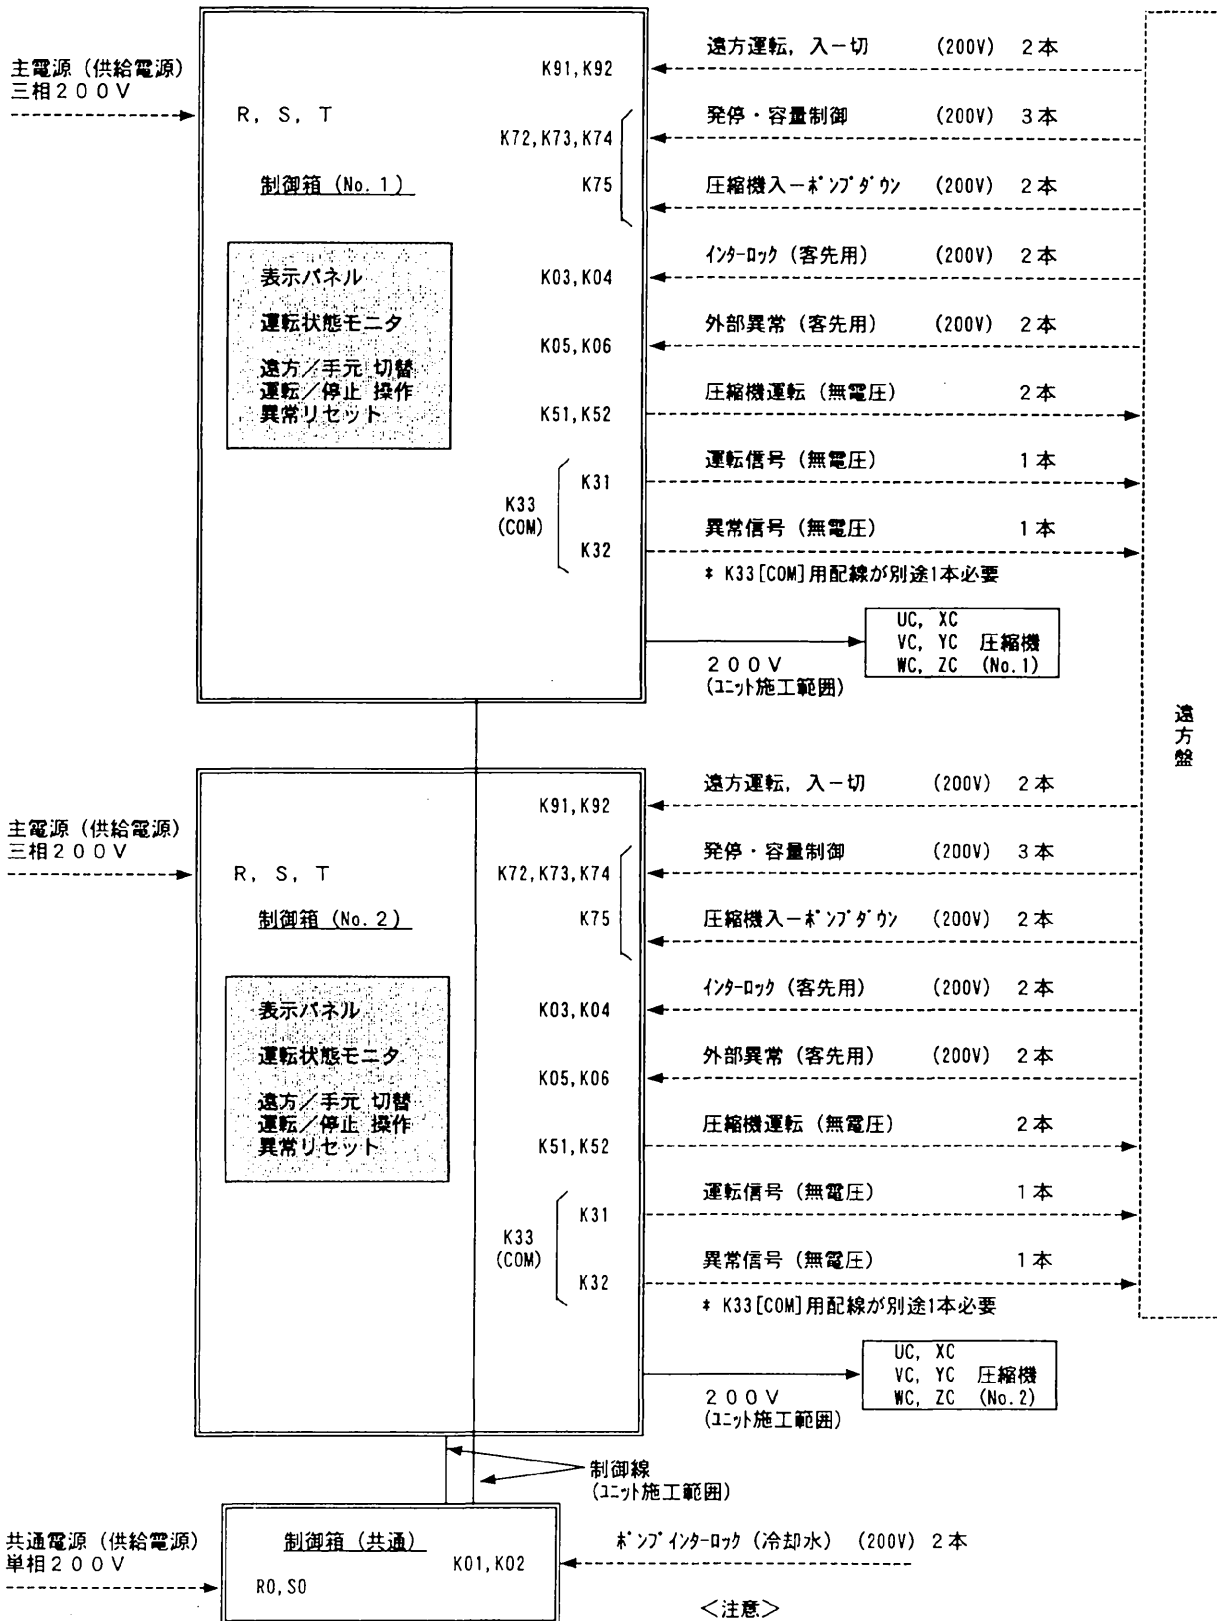 主電源 (供給電源)
三相２００Ｖ
R, S, T
制御箱 (No.1)
表示パネル
運転状態モニタ
遠方／手元 切替
運転／停止 操作
異常リセット
K91,K92
K72,K73,K74
K75
K03,K04
K05,K06
K51,K52
K31
K33
(COM)
K32
遠方運転, 入ー切 (200V) 2本
発停・容量制御 (200V) 3本
圧縮機入ーﾎﾟﾝﾌﾟﾀﾞｳﾝ (200V) 2本
ｲﾝﾀｰﾛｯｸ (客先用) (200V) 2本
外部異常 (客先用) (200V) 2本
圧縮機運転 (無電圧) 2本
運転信号 (無電圧) 1本
異常信号 (無電圧) 1本
* K33[COM]用配線が別途1本必要
２００Ｖ
(ﾕﾆｯﾄ施工範囲)
UC, XC
VC, YC 圧縮機
WC, ZC (No.1)
遠方盤
主電源 (供給電源)
三相２００Ｖ
R, S, T
制御箱 (No.2)
表示パネル
運転状態モニタ
遠方／手元 切替
運転／停止 操作
異常リセット
K91,K92
K72,K73,K74
K75
K03,K04
K05,K06
K51,K52
K31
K33
(COM)
K32
遠方運転, 入ー切 (200V) 2本
発停・容量制御 (200V) 3本
圧縮機入ーﾎﾟﾝﾌﾟﾀﾞｳﾝ (200V) 2本
ｲﾝﾀｰﾛｯｸ (客先用) (200V) 2本
外部異常 (客先用) (200V) 2本
圧縮機運転 (無電圧) 2本
運転信号 (無電圧) 1本
異常信号 (無電圧) 1本
* K33[COM]用配線が別途1本必要
２００Ｖ
(ﾕﾆｯﾄ施工範囲)
UC, XC
VC, YC 圧縮機
WC, ZC (No.2)
制御線
(ﾕﾆｯﾄ施工範囲)
共通電源 (供給電源)
単相２００Ｖ
制御箱 (共通)
K01,K02
R0,S0
ﾎﾟﾝﾌﾟｲﾝﾀｰﾛｯｸ (冷却水) (200V) 2本
＜注意＞